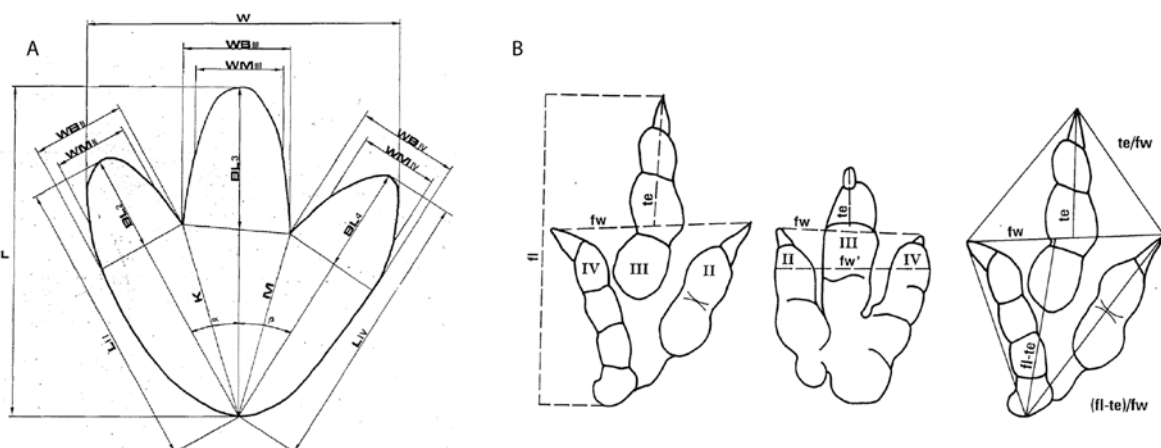 A
W
WBIII
WMIII
WBII
WMII
WBIV
WMIV
BL3
BL2
BL4
L
K
M
LII
LIV
B
fl
te
fw
IV
III
II
fw
te
III
II
fw'
IV
te/fw
te
fw
fl-te
(fl-te)/fw